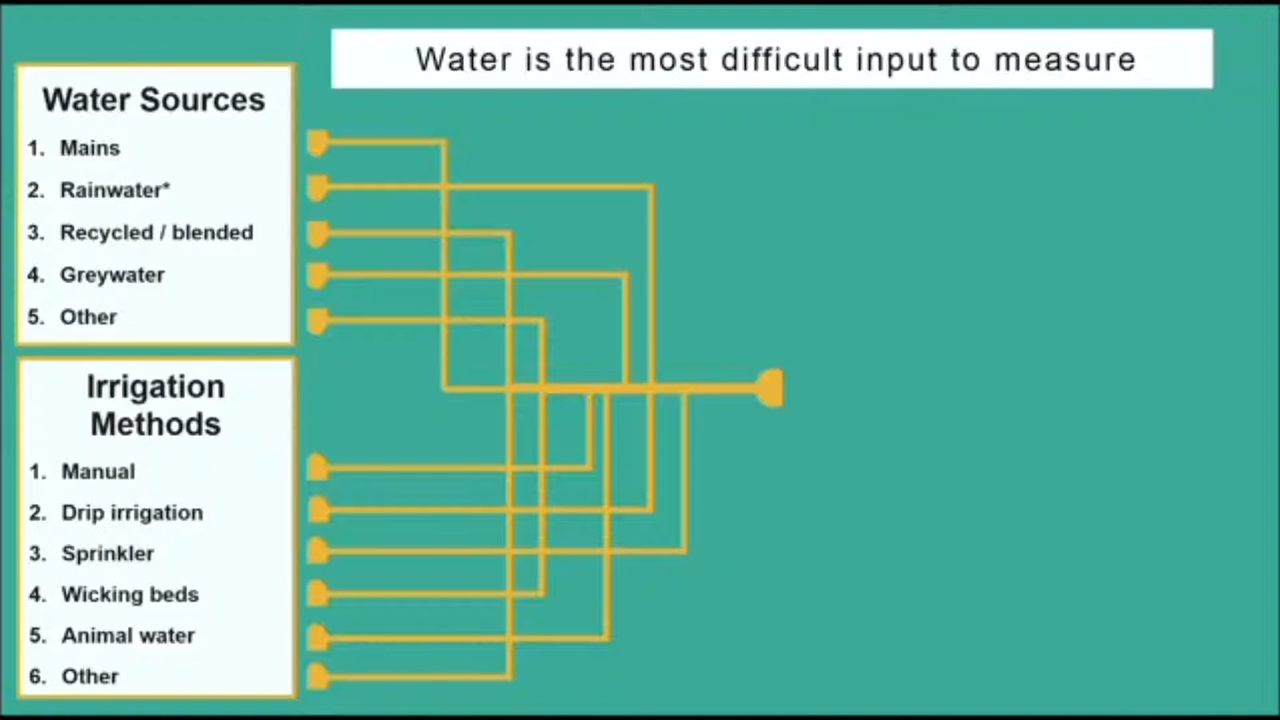 Water is the most difficult input to measure
Water Sources
1. Mains
2. Rainwater*
3. Recycled / blended
4. Greywater
5. Other
Irrigation
Methods
1. Manual
2. Drip irrigation
3. Sprinkler
4. Wicking beds
5. Animal water
6. Other